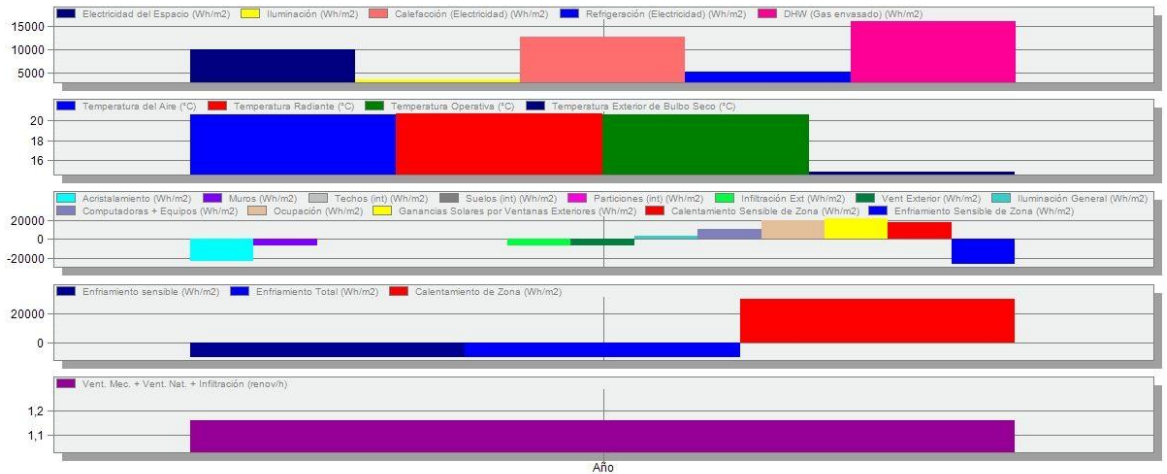 Electricidad del Espacio (Wh/m2) Iluminación (Wh/m2) Calefacción (Electricidad) (Wh/m2) Refrigeración (Electricidad) (Wh/m2) DHW (Gas envasado) (Wh/m2)
15000
10000
5000
Temperatura del Aire (°C) Temperatura Radiante (°C) Temperatura Operativa (°C) Temperatura Exterior de Bulbo Seco (°C)
20
18
16
Acristalamiento (Wh/m2) Muros (Wh/m2) Techos (int) (Wh/m2) Suelos (int) (Wh/m2) Particiones (int) (Wh/m2) Infiltración Ext (Wh/m2) Vent Exterior (Wh/m2) Iluminación General (Wh/m2)
Computadoras + Equipos (Wh/m2) Ocupación (Wh/m2) Ganancias Solares por Ventanas Exteriores (Wh/m2) Calentamiento Sensible de Zona (Wh/m2) Enfriamiento Sensible de Zona (Wh/m2)
20000
0
-20000
Enfriamiento sensible (Wh/m2) Enfriamiento Total (Wh/m2) Calentamiento de Zona (Wh/m2)
20000
0
Vent. Mec. + Vent. Nat. + Infiltración (renov/h)
1,2
1,1
Año